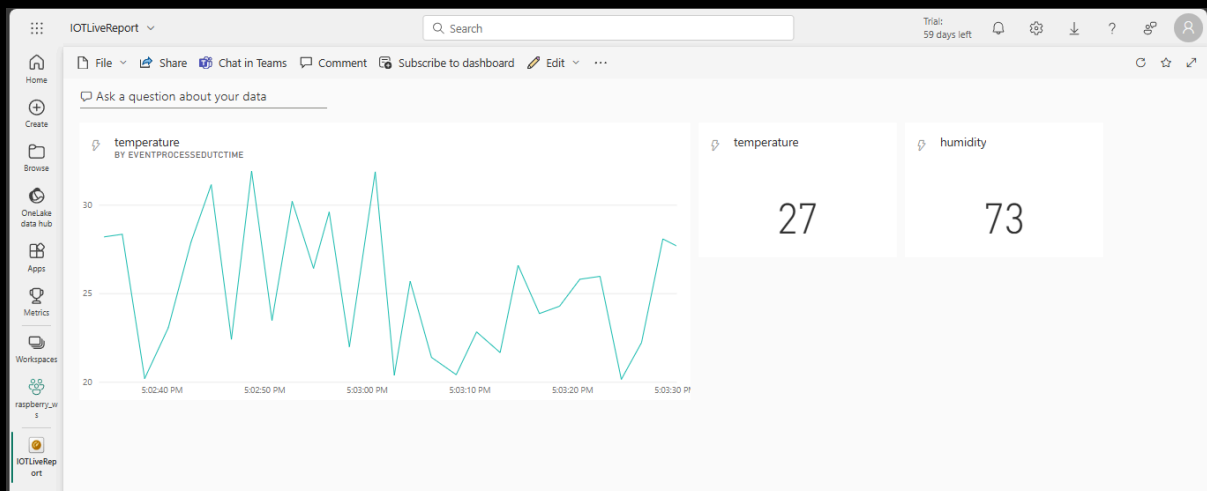 IOTLiveReport
Search
Trial:
59 days left
Home
Create
Browse
OneLake
data hub
Apps
Metrics
Workspaces
raspberry_w
s
IOTLiveRep
ort
File
Share
Chat in Teams
Comment
Subscribe to dashboard
Edit
Ask a question about your data
temperature
BY EVENTPROCESSEDUTCTIME
30
25
20
5:02:40 PM
5:02:50 PM
5:03:00 PM
5:03:10 PM
5:03:20 PM
5:03:30 PM
temperature
27
humidity
73